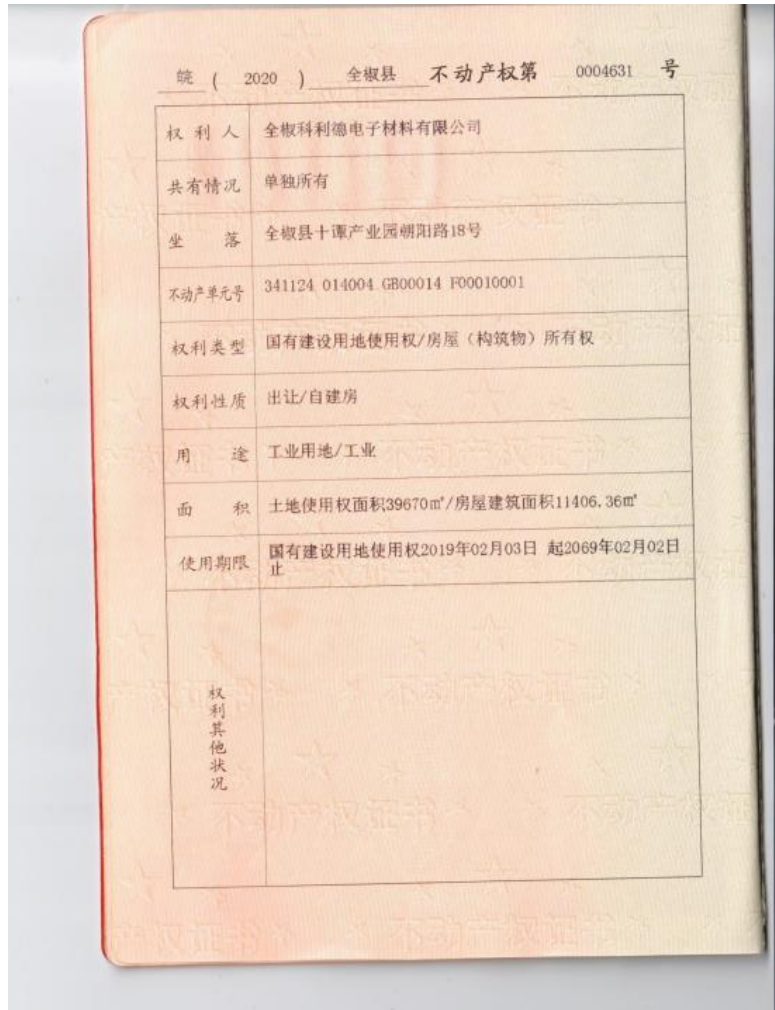 皖 ( 2020 ) 全椒县 不动产权第 0004631 号
权利人 全椒科利德电子材料有限公司
共有情况 单独所有
坐落 全椒县十谭产业园朝阳路18号
不动产单元号 341124 014004 GB00014 F00010001
权利类型 国有建设用地使用权/房屋（构筑物）所有权
权利性质 出让/自建房
用途 工业用地/工业
面积 土地使用权面积39670㎡/房屋建筑面积11406.36㎡
使用期限 国有建设用地使用权2019年02月03日 起2069年02月02日
止
权利其他状况
不动产权证书